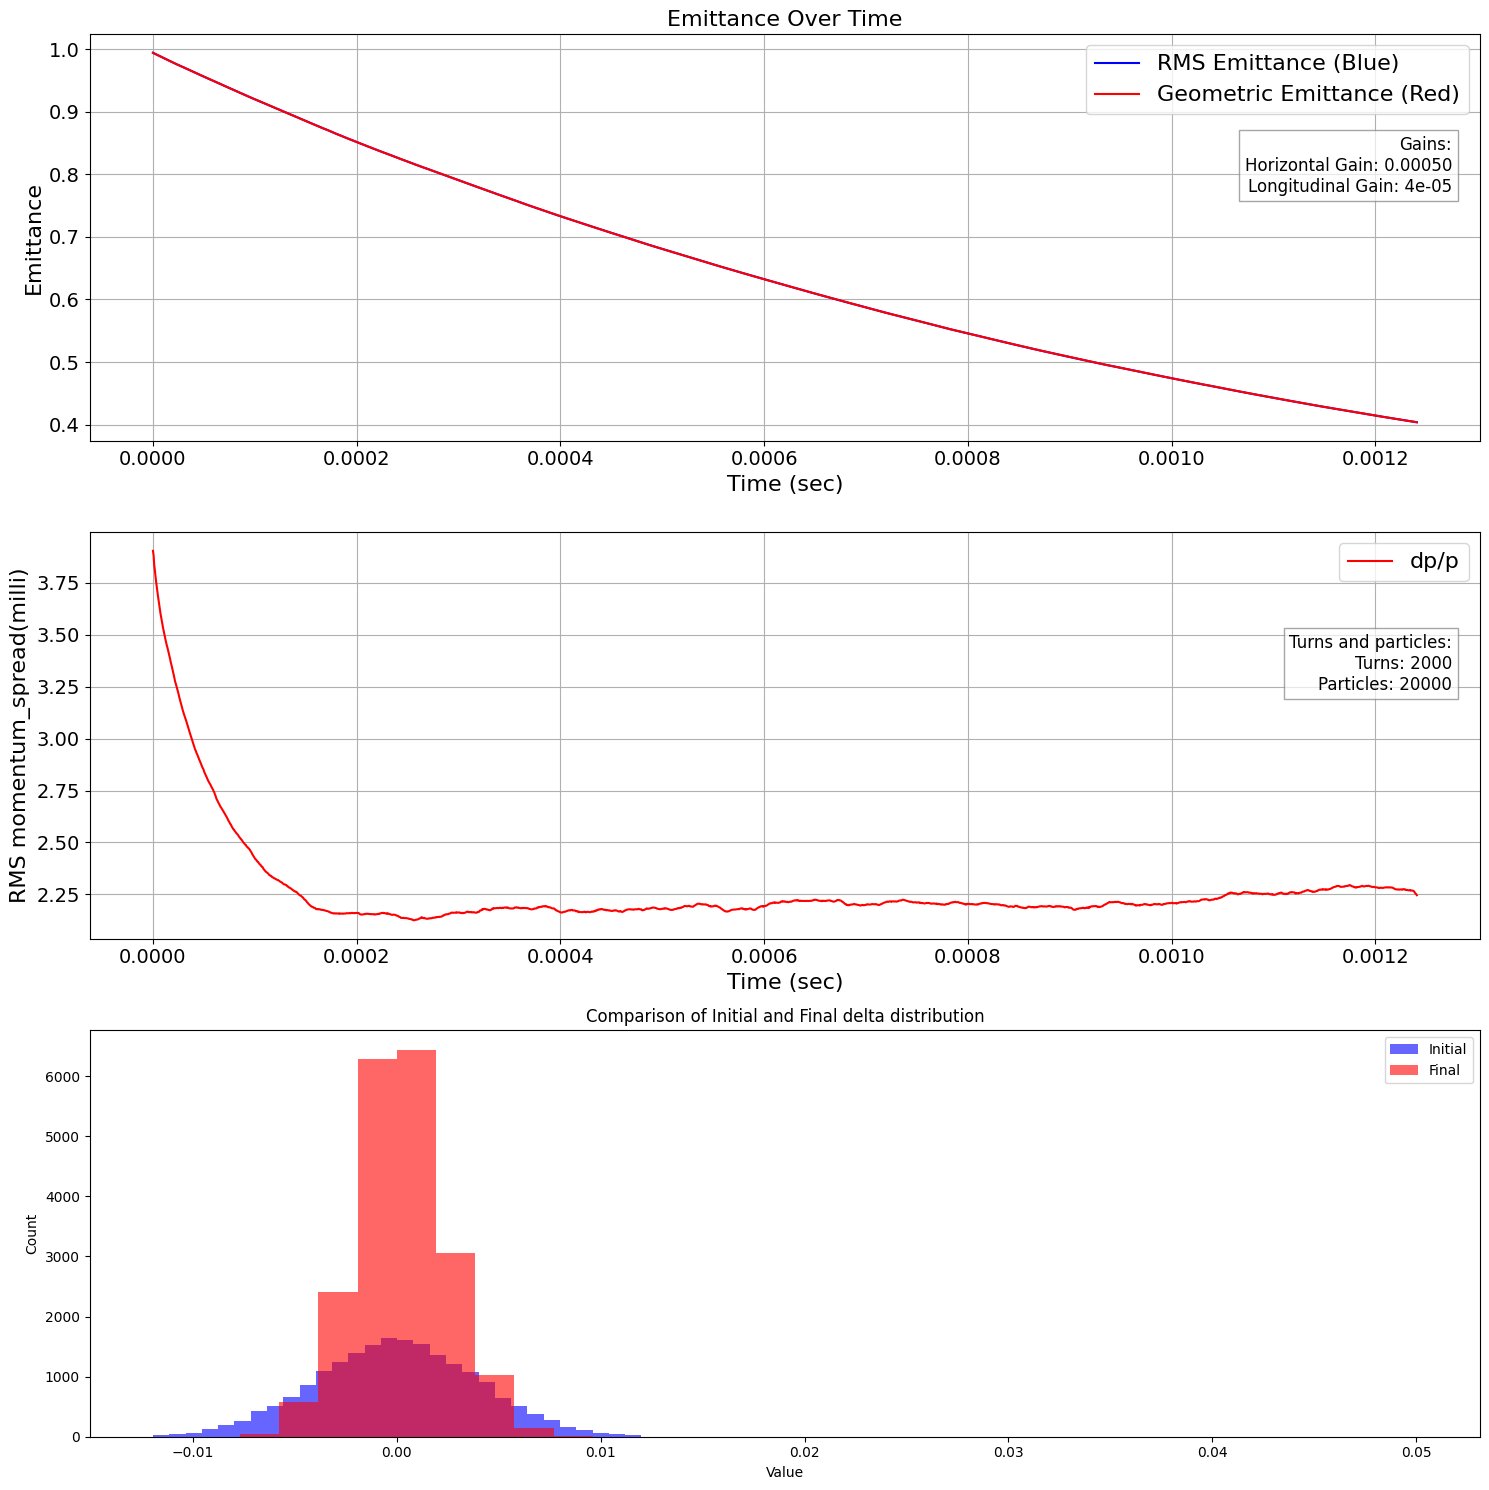 Emittance Over Time
1.0
0.9
0.8
0.7
0.6
0.5
0.4
Emittance
RMS Emittance (Blue)
Geometric Emittance (Red)
Gains:
Horizontal Gain: 0.00050
Longitudinal Gain: 4e-05
0.0000 0.0002 0.0004 0.0006 0.0008 0.0010 0.0012
Time (sec)
3.75
3.50
3.25
3.00
2.75
2.50
2.25
RMS momentum_spread(milli)
dp/p
Turns and particles:
Turns: 2000
Particles: 20000
0.0000 0.0002 0.0004 0.0006 0.0008 0.0010 0.0012
Time (sec)
Comparison of Initial and Final delta distribution
6000
5000
4000
3000
2000
1000
0
Count
Initial
Final
−0.01 0.00 0.01 0.02 0.03 0.04 0.05
Value